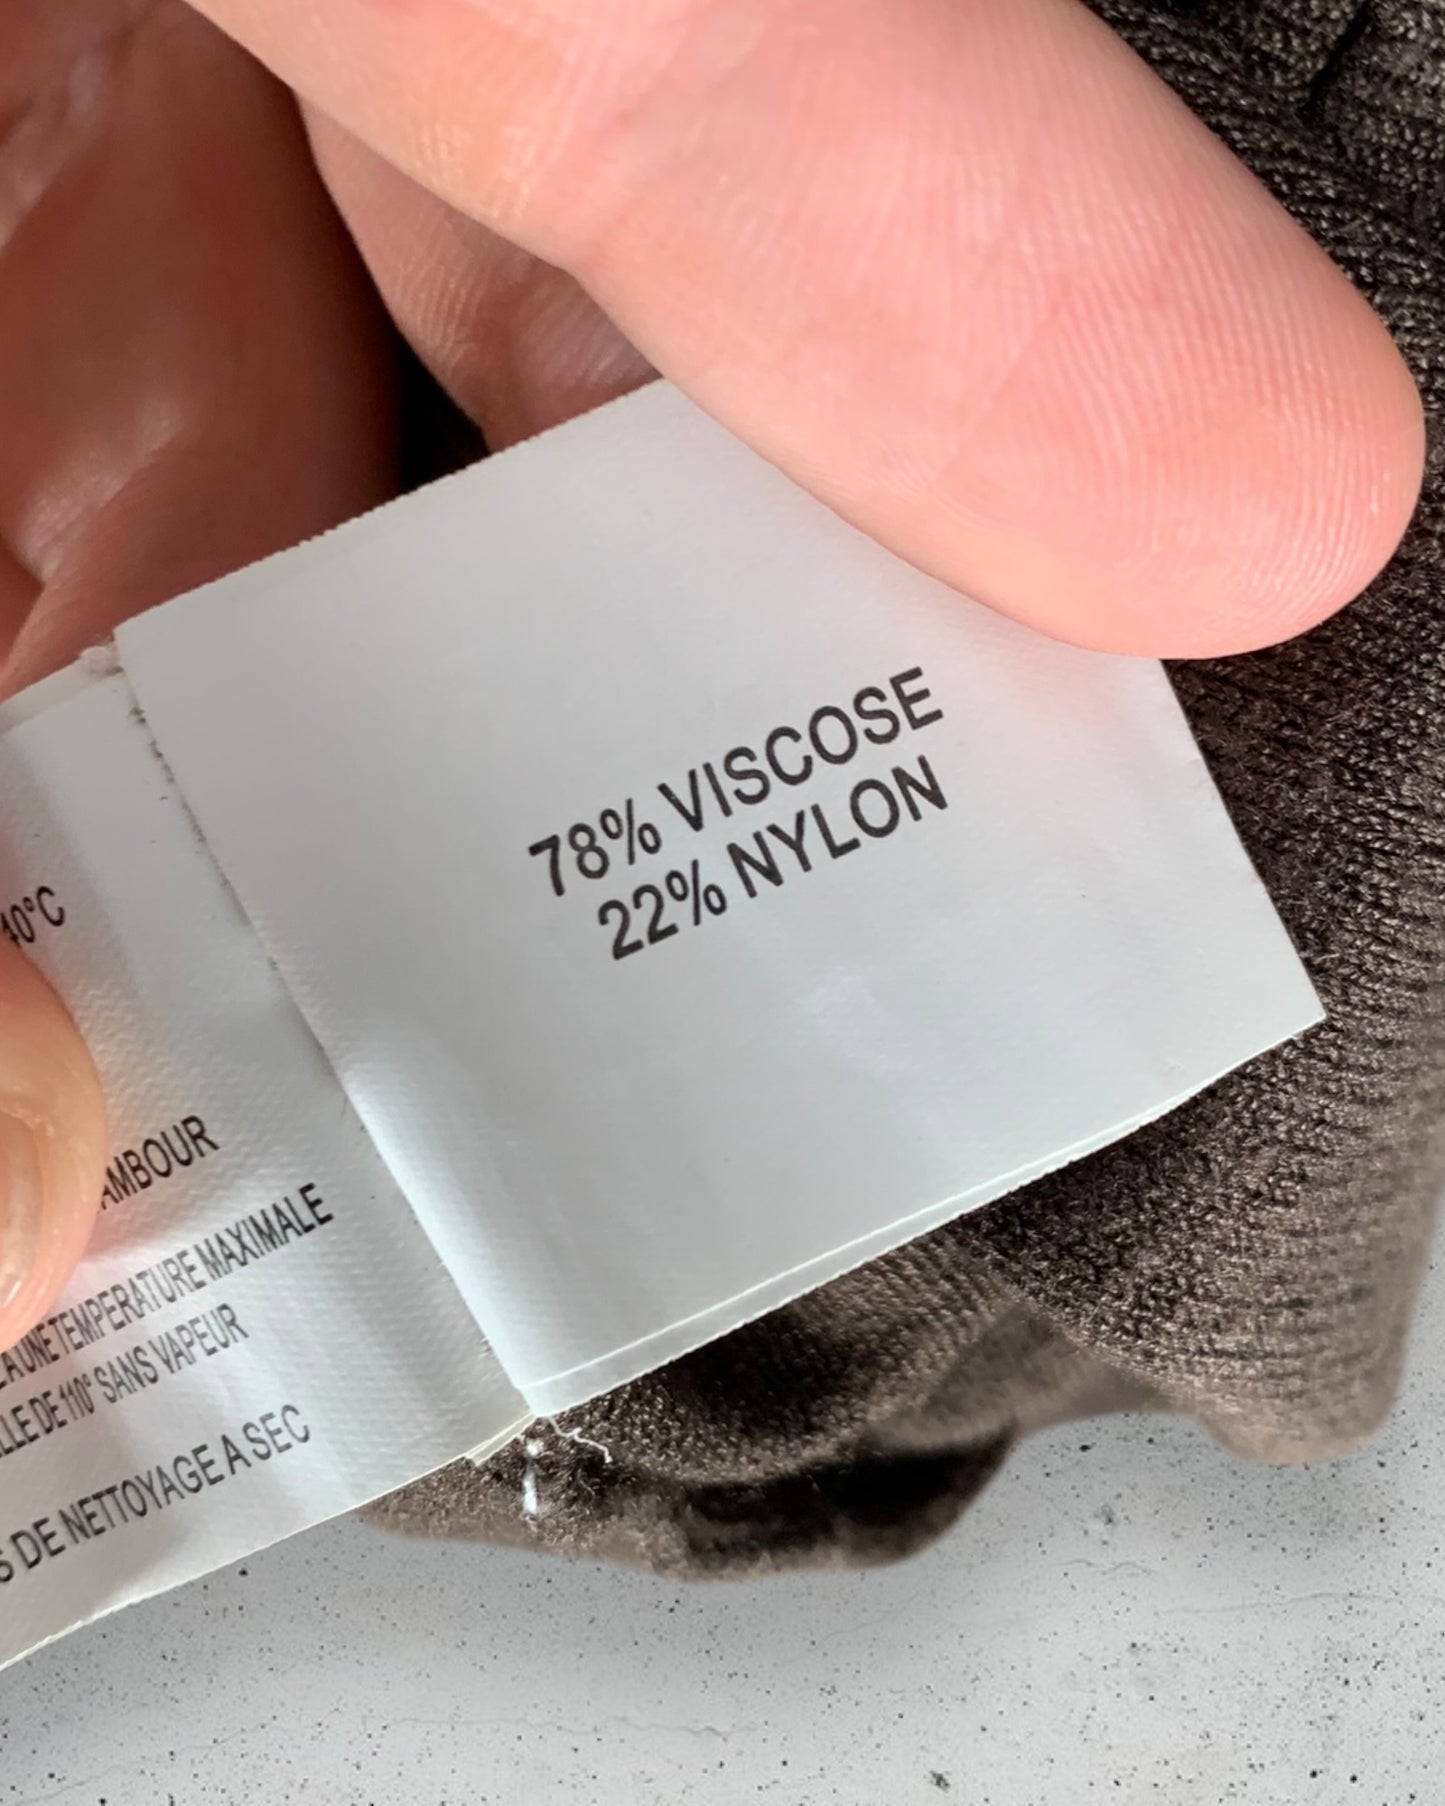 78% VISCOSE
22% NYLON
40°C
AMBOUR
A UNE TEMPERATURE MAXIMALE
LLE DE 110° SANS VAPEUR
S DE NETTOYAGE A SEC